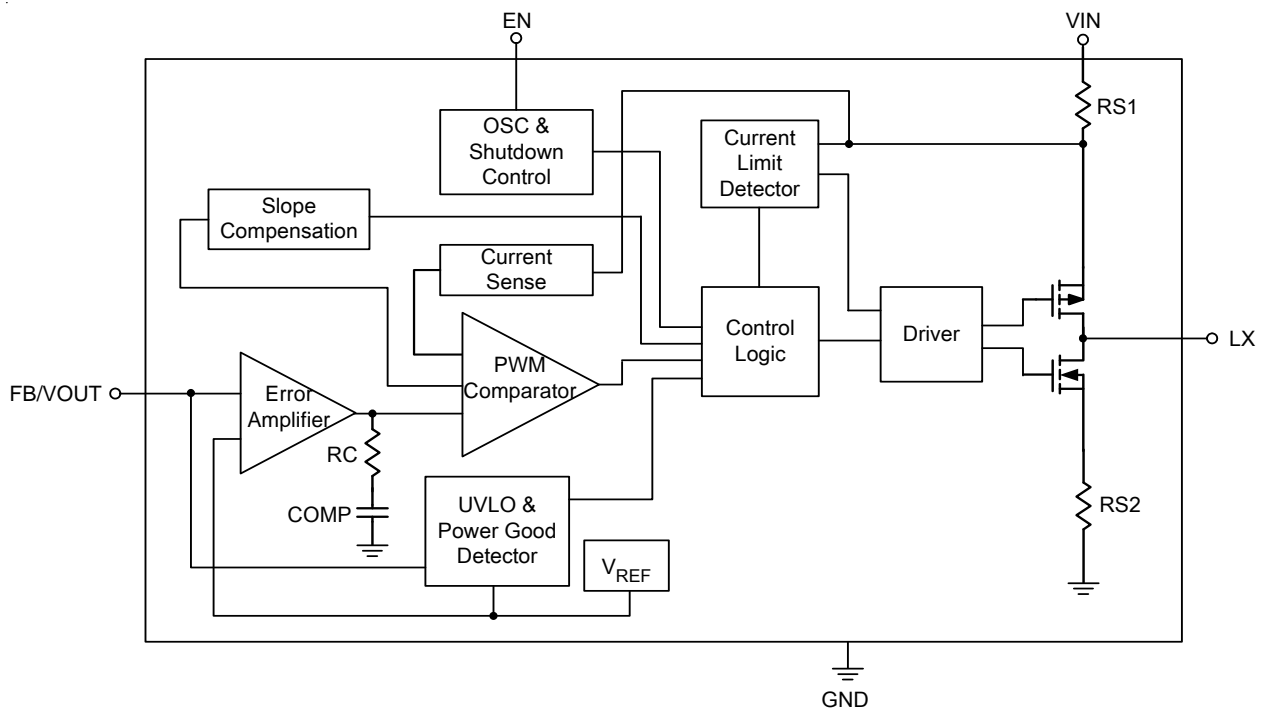 EN
VIN
RS1
OSC &
Shutdown
Control
Current
Limit
Detector
Slope
Compensation
Current
Sense
Control
Logic
Driver
LX
PWM
Comparator
FB/VOUT
Error
Amplifier
RC
COMP
UVLO &
Power Good
Detector
VREF
RS2
GND